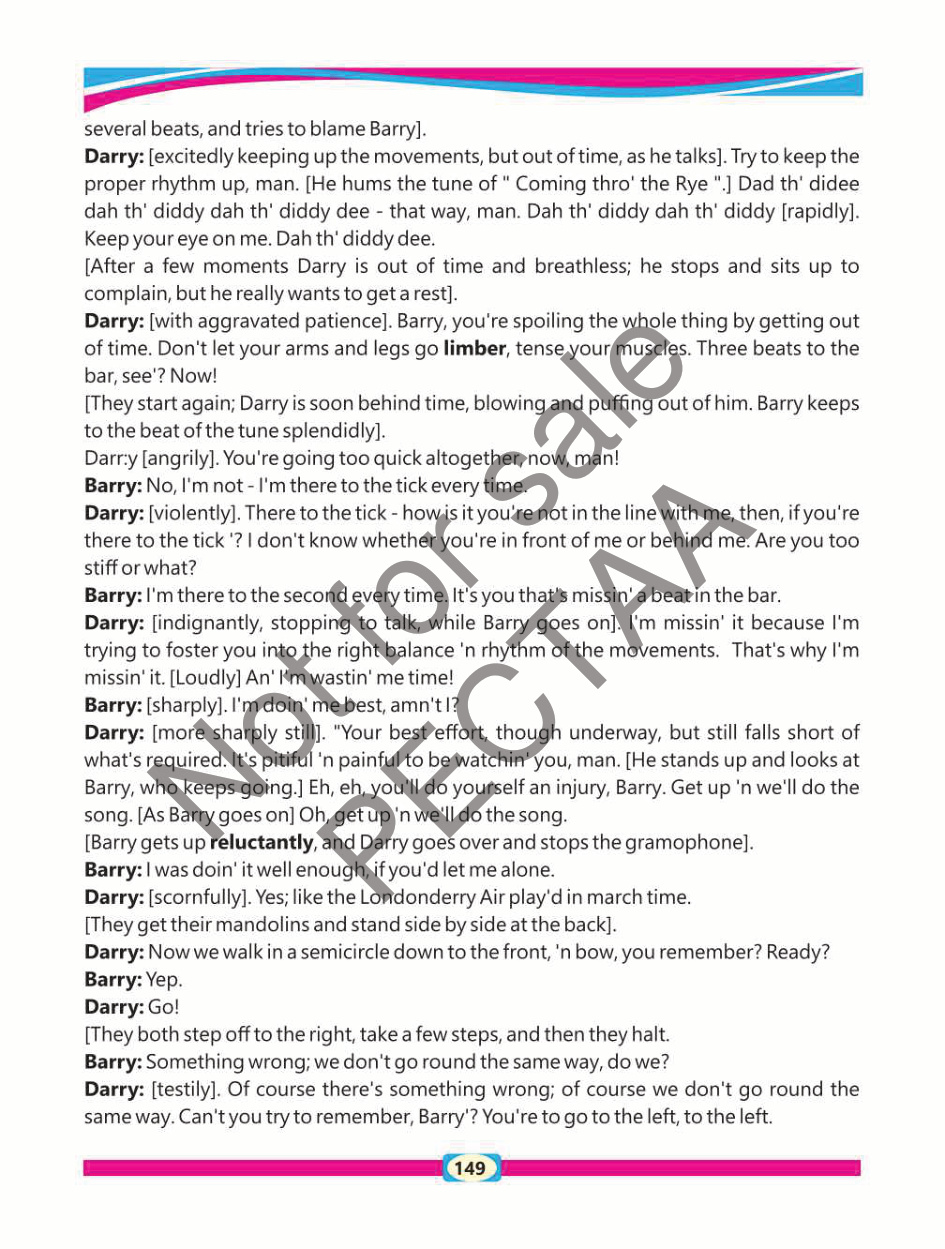 several beats, and tries to blame Barry].
Darry: [excitedly keeping up the movements, but out of time, as he talks]. Try to keep the
proper rhythm up, man. [He hums the tune of " Coming thro' the Rye ".] Dad th' didee
dah th' diddy dah th' diddy dee - that way, man. Dah th' diddy dah th' diddy [rapidly].
Keep your eye on me. Dah th' diddy dee.
[After a few moments Darry is out of time and breathless; he stops and sits up to
complain, but he really wants to get a rest].
Darry: [with aggravated patience]. Barry, you're spoiling the whole thing by getting out
of time. Don't let your arms and legs go limber, tense your muscles. Three beats to the
bar, see'? Now!
[They start again; Darry is soon behind time, blowing and puffing out of him. Barry keeps
to the beat of the tune splendidly].
Darr:y [angrily]. You're going too quick altogether, now, man!
Barry: No, I'm not - I'm there to the tick every time.
Darry: [violently]. There to the tick - how is it you're not in the line with me, then, if you're
there to the tick '? I don't know whether you're in front of me or behind me. Are you too
stiff or what?
Barry: I'm there to the second every time. It's you that's missin' a beat in the bar.
Darry: [indignantly, stopping to talk, while Barry goes on]. I'm missin' it because I'm
trying to foster you into the right balance 'n rhythm of the movements. That's why I'm
missin' it. [Loudly] An' I'm wastin' me time!
Barry: [sharply]. I'm doin' me best, amn't I?
Darry: [more sharply still]. "Your best effort, though underway, but still falls short of
what's required. It's pitiful 'n painful to be watchin' you, man. [He stands up and looks at
Barry, who keeps going.] Eh, eh, you'll do yourself an injury, Barry. Get up 'n we'll do the
song. [As Barry goes on] Oh, get up 'n we'll do the song.
[Barry gets up reluctantly, and Darry goes over and stops the gramophone].
Barry: I was doin' it well enough, if you'd let me alone.
Darry: [scornfully]. Yes; like the Londonderry Air play'd in march time.
[They get their mandolins and stand side by side at the back].
Darry: Now we walk in a semicircle down to the front, 'n bow, you remember? Ready?
Barry: Yep.
Darry: Go!
[They both step off to the right, take a few steps, and then they halt.
Barry: Something wrong; we don't go round the same way, do we?
Darry: [testily]. Of course there's something wrong; of course we don't go round the
same way. Can't you try to remember, Barry'? You're to go to the left, to the left.
149
Not for sale
PECTAA